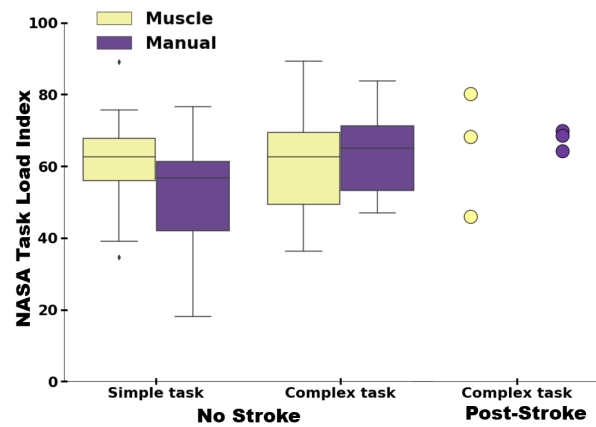 Muscle
Manual
NASA Task Load Index
100
80
60
40
20
0
Simple task
Complex task
Complex task
No Stroke
Post-Stroke